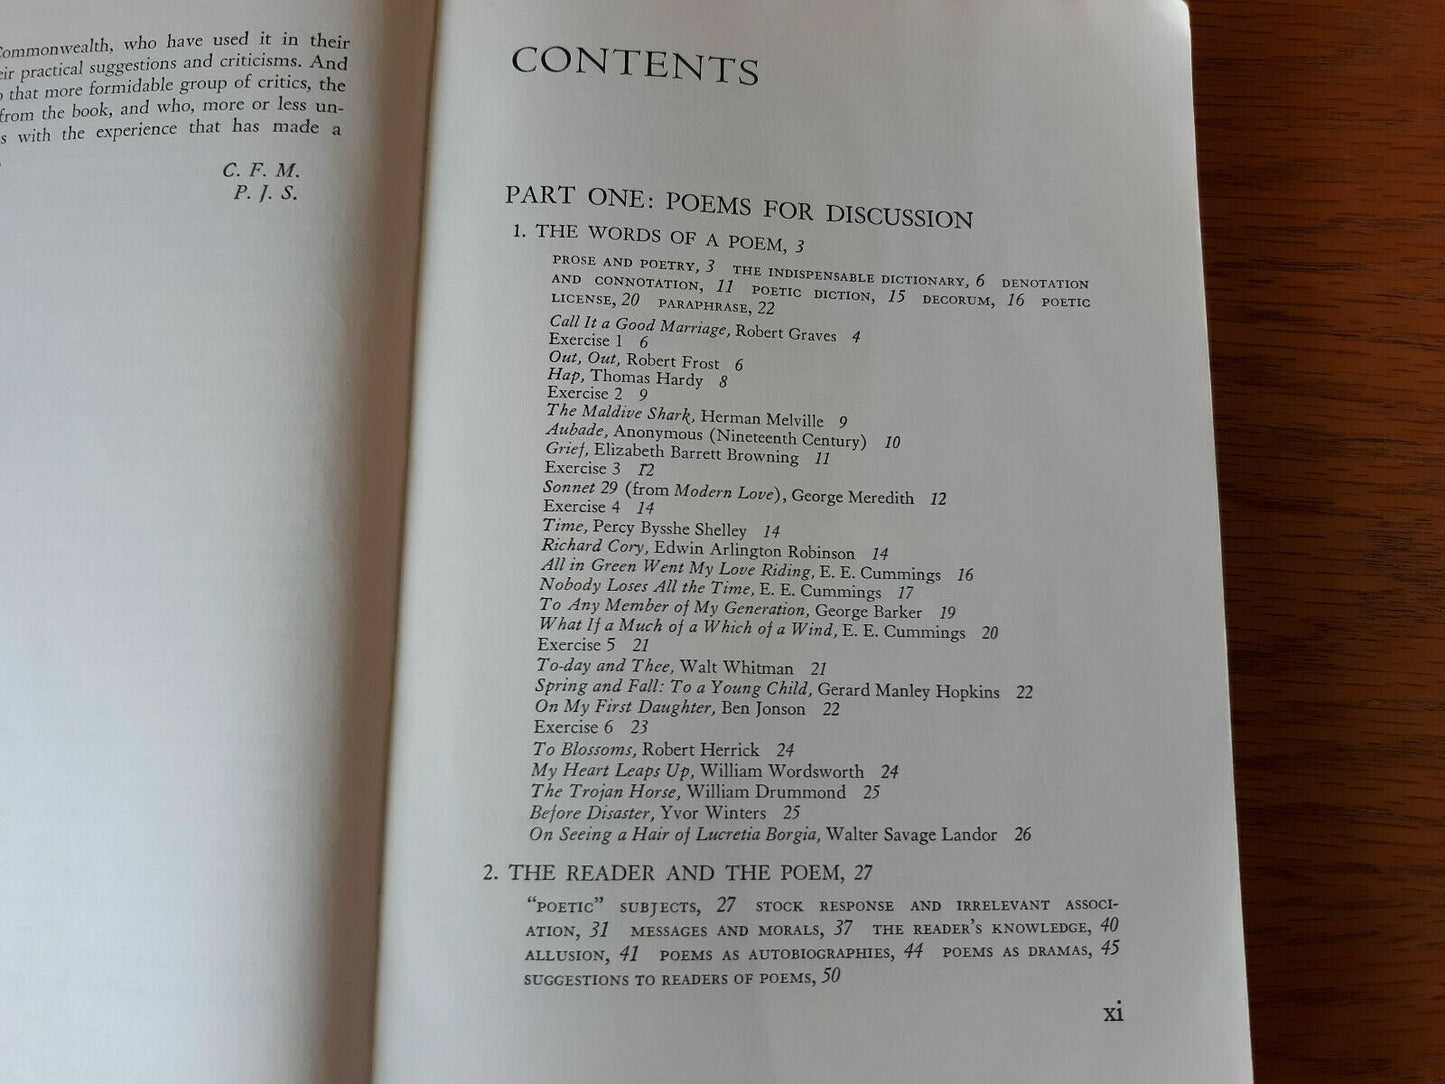 Commonwealth, who have used it in their
practical suggestions and criticisms. And
that more formidable group of critics, the
from the book, and who, more or less un-
with the experience that has made a
C. F. M.
P. J. S.
CONTENTS
PART ONE: POEMS FOR DISCUSSION
1. THE WORDS OF A POEM, 3
PROSE AND POETRY, 3 THE INDISPENSABLE DICTIONARY, 6 DENOTATION
AND CONNOTATION, 11 POETIC DICTION, 15 DECORUM, 16 POETIC
LICENSE, 20 PARAPHRASE, 22
Call It a Good Marriage, Robert Graves 4
Exercise 1 6
Out, Out, Robert Frost 6
Hap, Thomas Hardy 8
Exercise 2 9
The Maldive Shark, Herman Melville 9
Aubade, Anonymous (Nineteenth Century) 10
Grief, Elizabeth Barrett Browning 11
Exercise 3 12
Sonnet 29 (from Modern Love), George Meredith 12
Exercise 4 14
Time, Percy Bysshe Shelley 14
Richard Cory, Edwin Arlington Robinson 14
All in Green Went My Love Riding, E. E. Cummings 16
Nobody Loses All the Time, E. E. Cummings 17
To Any Member of My Generation, George Barker 19
What If a Much of a Which of a Wind, E. E. Cummings 20
Exercise 5 21
To-day and Thee, Walt Whitman 21
Spring and Fall: To a Young Child, Gerard Manley Hopkins 22
On My First Daughter, Ben Jonson 22
Exercise 6 23
To Blossoms, Robert Herrick 24
My Heart Leaps Up, William Wordsworth 24
The Trojan Horse, William Drummond 25
Before Disaster, Yvor Winters 25
On Seeing a Hair of Lucretia Borgia, Walter Savage Landor 26
2. THE READER AND THE POEM, 27
"POETIC" SUBJECTS, 27 STOCK RESPONSE AND IRRELEVANT ASSOCI-
ATION, 31 MESSAGES AND MORALS, 37 THE READER'S KNOWLEDGE, 40
ALLUSION, 41 POEMS AS AUTOBIOGRAPHIES, 44 POEMS AS DRAMAS, 45
SUGGESTIONS TO READERS OF POEMS, 50
xi